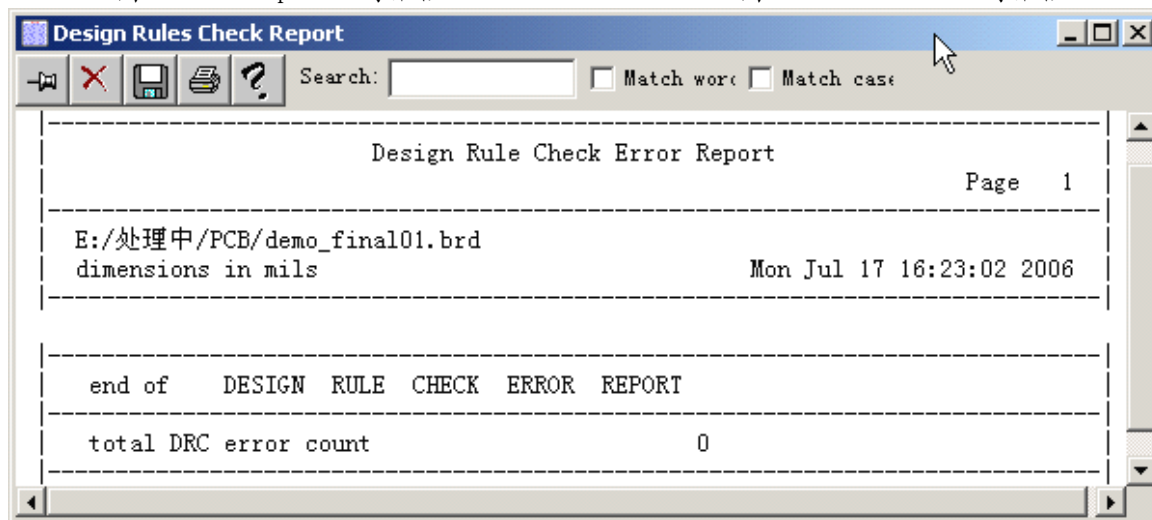 Design Rules Check Report
Search: Match wor Match cas
Design Rule Check Error Report
Page 1
E:/处理中/PCB/demo_final01.brd
dimensions in mils Mon Jul 17 16:23:02 2006
end of DESIGN RULE CHECK ERROR REPORT
total DRC error count 0